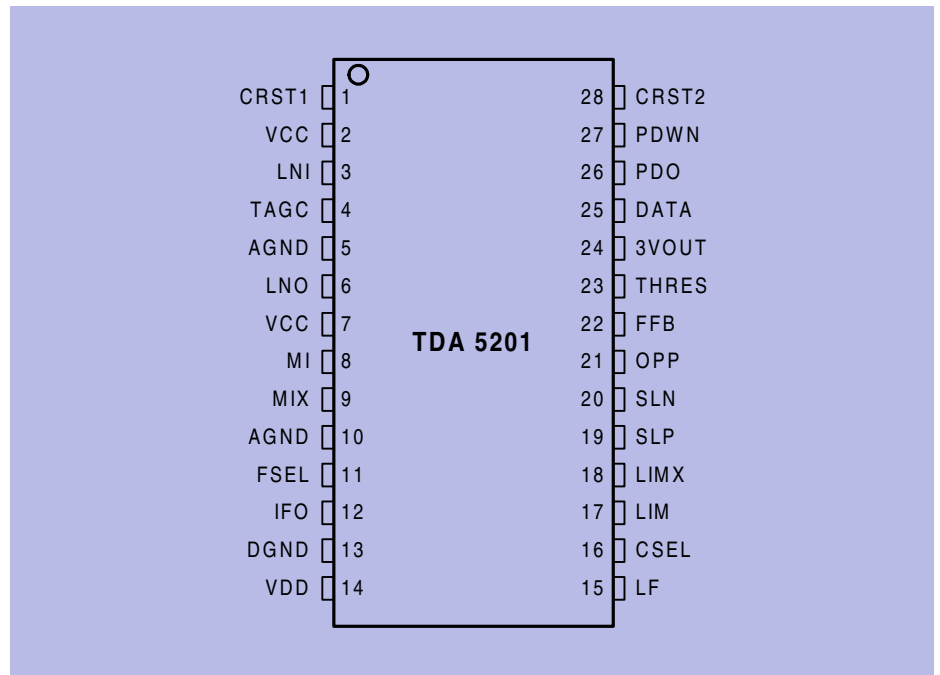 CRST1 1 28 CRST2
VCC 2 27 PDWN
LNI 3 26 PDO
TAGC 4 25 DATA
AGND 5 24 3VOUT
LNO 6 23 THRES
VCC 7 22 FFB
TDA 5201
MI 8 21 OPP
MIX 9 20 SLN
AGND 10 19 SLP
FSEL 11 18 LIMX
IFO 12 17 LIM
DGND 13 16 CSEL
VDD 14 15 LF